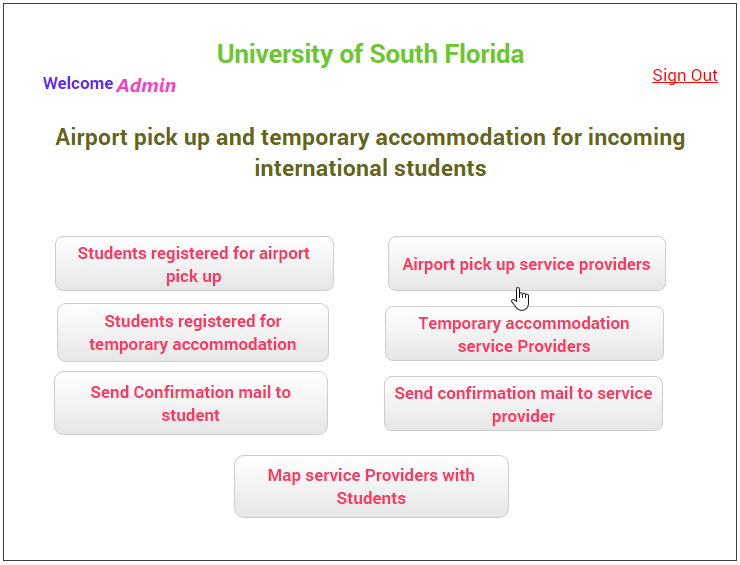 University of South Florida
Welcome Admin
Sign Out
Airport pick up and temporary accommodation for incoming
international students
Students registered for airport
pick up
Airport pick up service providers
Students registered for
temporary accommodation
Temporary accommodation
service Providers
Send Confirmation mail to
student
Send confirmation mail to service
provider
Map service Providers with
Students